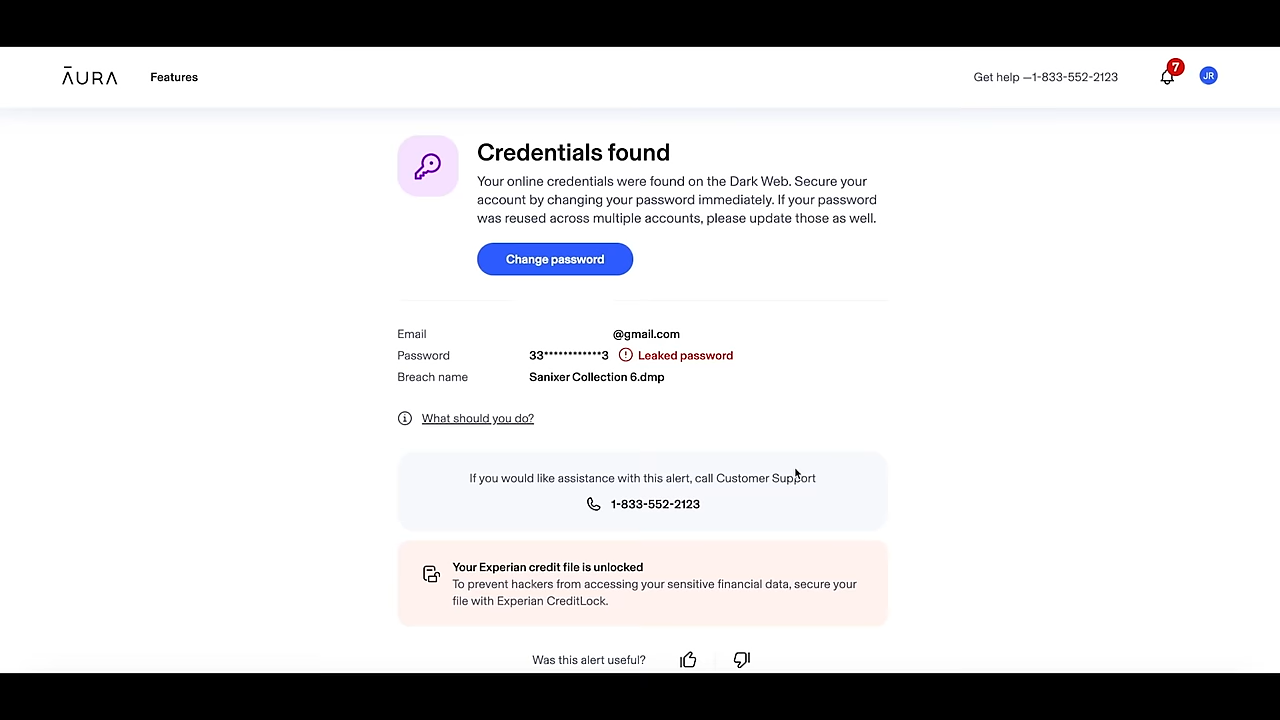 ĀURA
Features
Get help —1-833-552-2123
7
JR
Credentials found
Your online credentials were found on the Dark Web. Secure your
account by changing your password immediately. If your password
was reused across multiple accounts, please update those as well.
Change password
Email @gmail.com
Password 33************3 Leaked password
Breach name Sanixer Collection 6.dmp
What should you do?
If you would like assistance with this alert, call Customer Support
1-833-552-2123
Your Experian credit file is unlocked
To prevent hackers from accessing your sensitive financial data, secure your
file with Experian CreditLock.
Was this alert useful?